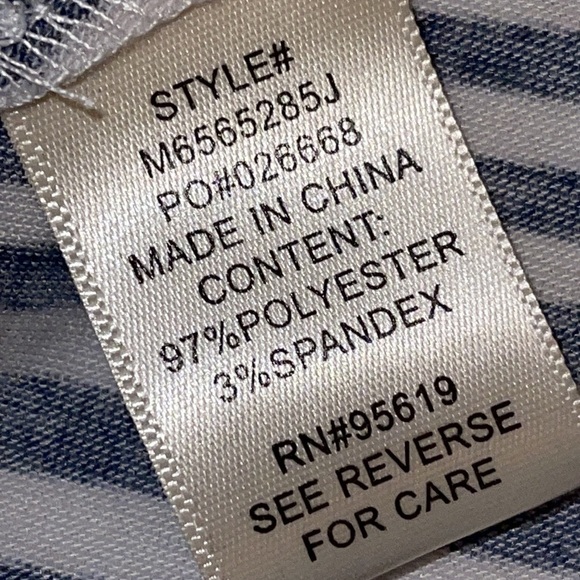 STYLE#
M6565285J
PO#026668
MADE IN CHINA
CONTENT:
97%POLYESTER
3%SPANDEX
RN#95619
SEE REVERSE
FOR CARE